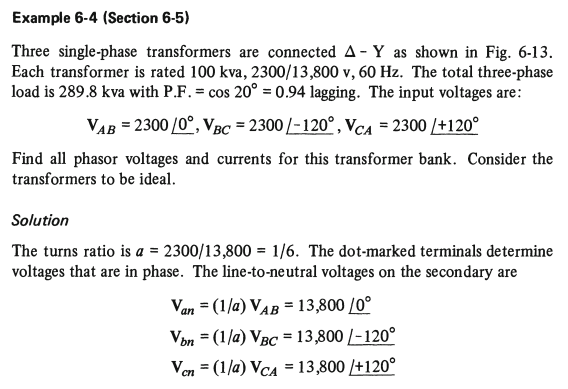 Example 6-4 (Section 6-5)
Three single-phase transformers are connected Δ - Y as shown in Fig. 6-13.
Each transformer is rated 100 kva, 2300/13,800 v, 60 Hz. The total three-phase
load is 289.8 kva with P.F. = cos 20° = 0.94 lagging. The input voltages are:
V_AB = 2300 /0°, V_BC = 2300 /-120°, V_CA = 2300 /+120°
Find all phasor voltages and currents for this transformer bank. Consider the
transformers to be ideal.
Solution
The turns ratio is a = 2300/13,800 = 1/6. The dot-marked terminals determine
voltages that are in phase. The line-to-neutral voltages on the secondary are
V_an = (1/a) V_AB = 13,800 /0°
V_bn = (1/a) V_BC = 13,800 /-120°
V_cn = (1/a) V_CA = 13,800 /+120°